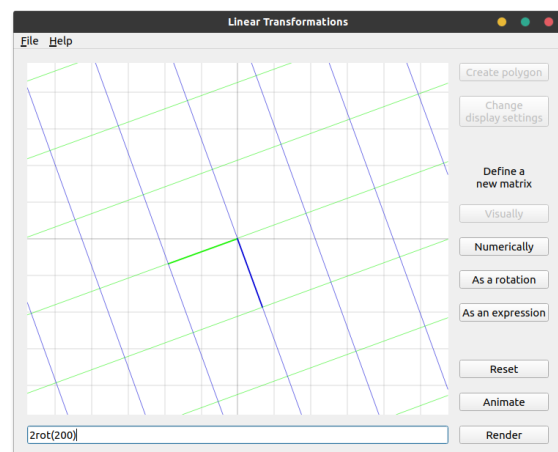 Linear Transformations
File Help
Create polygon
Change
display settings
Define a
new matrix
Visually
Numerically
As a rotation
As an expression
Reset
Animate
2rot(200)
Render